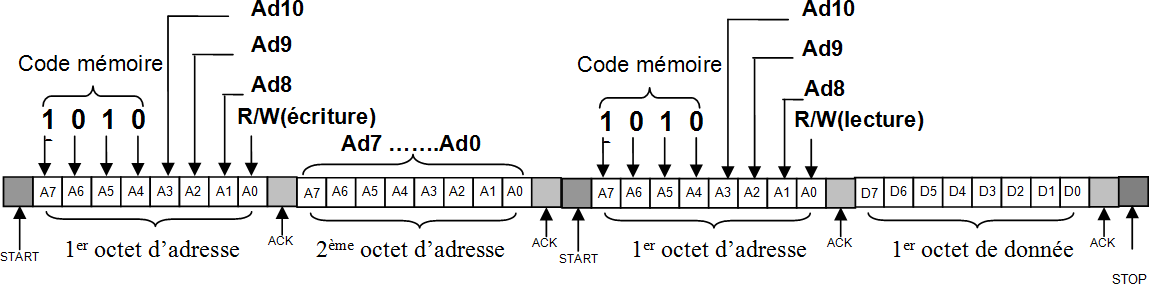 Ad10
Ad9
Code mémoire
Ad8
1 0 1 0
R/W(écriture)
Ad7 …….Ad0
Ad10
Ad9
Code mémoire
Ad8
1 0 1 0
R/W(lecture)
A7 A6 A5 A4 A3 A2 A1 A0
A7 A6 A5 A4 A3 A2 A1 A0
A7 A6 A5 A4 A3 A2 A1 A0
D7 D6 D5 D4 D3 D2 D1 D0
START
1er octet d’adresse
ACK
2ème octet d’adresse
ACK
START
1er octet d’adresse
ACK
1er octet de donnée
ACK
STOP